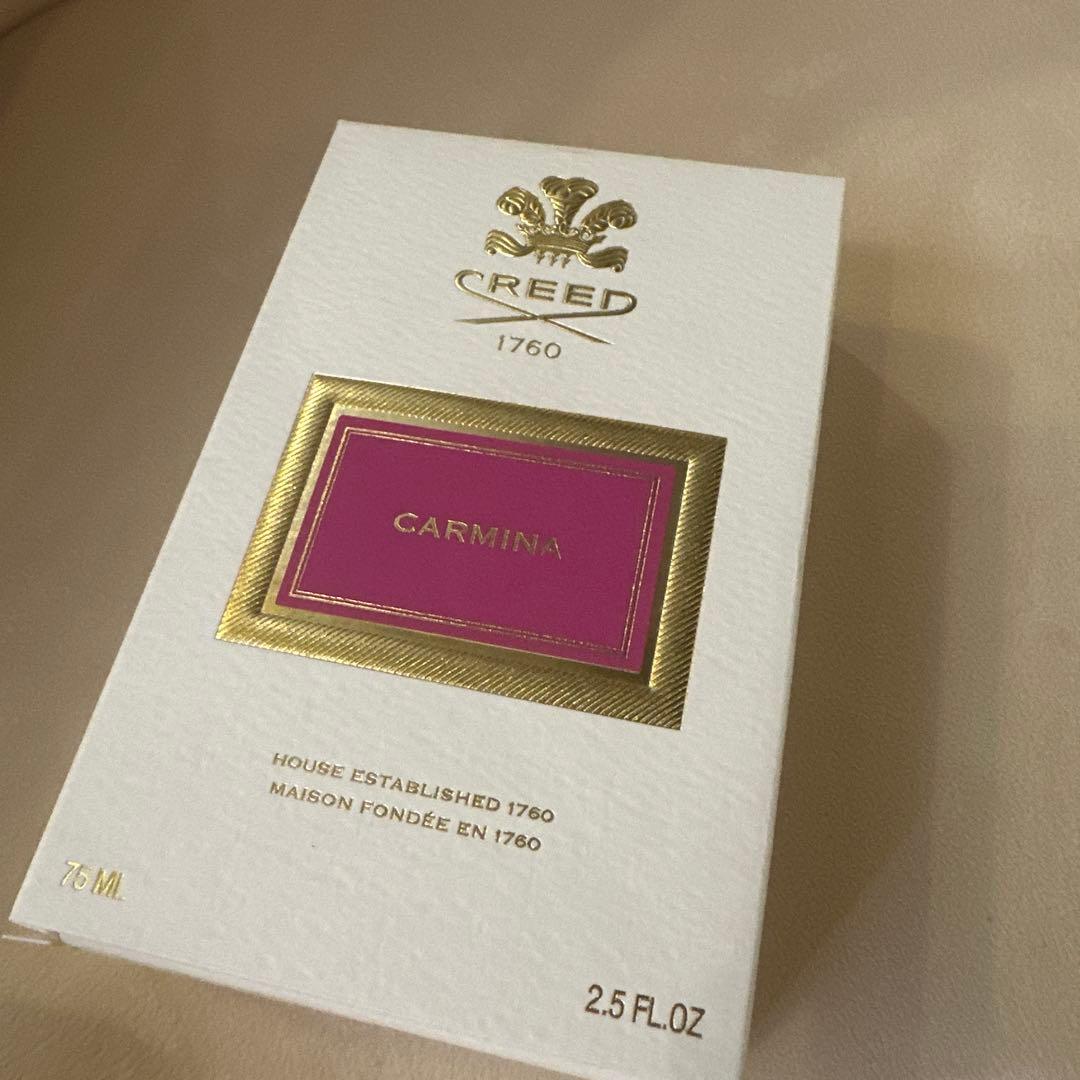 CREED
1760
CARMINA
HOUSE ESTABLISHED 1760
MAISON FONDÉE EN 1760
75 ML
2.5 FL.OZ